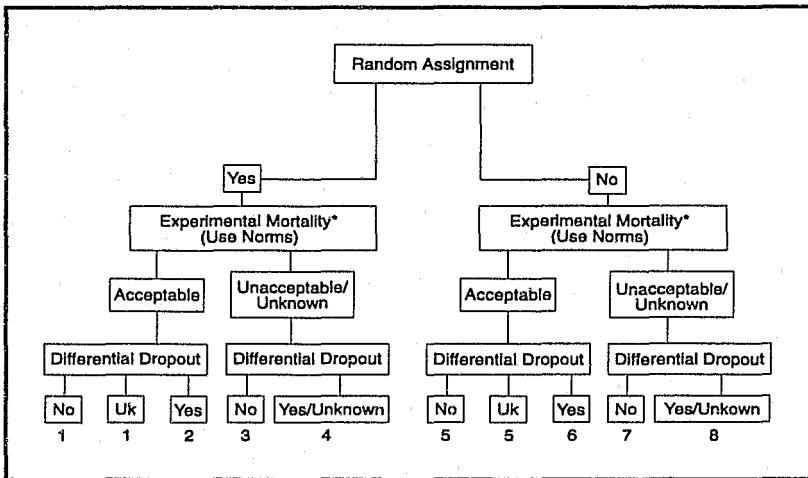 Random Assignment
Yes
No
Experimental Mortality*
(Use Norms)
Experimental Mortality*
(Use Norms)
Acceptable
Unacceptable/
Unknown
Acceptable
Unacceptable/
Unknown
Differential Dropout
Differential Dropout
Differential Dropout
Differential Dropout
No
Uk
Yes
No
Yes/Unknown
No
Uk
Yes
No
Yes/Unkown
1
1
2
3
4
5
5
6
7
8